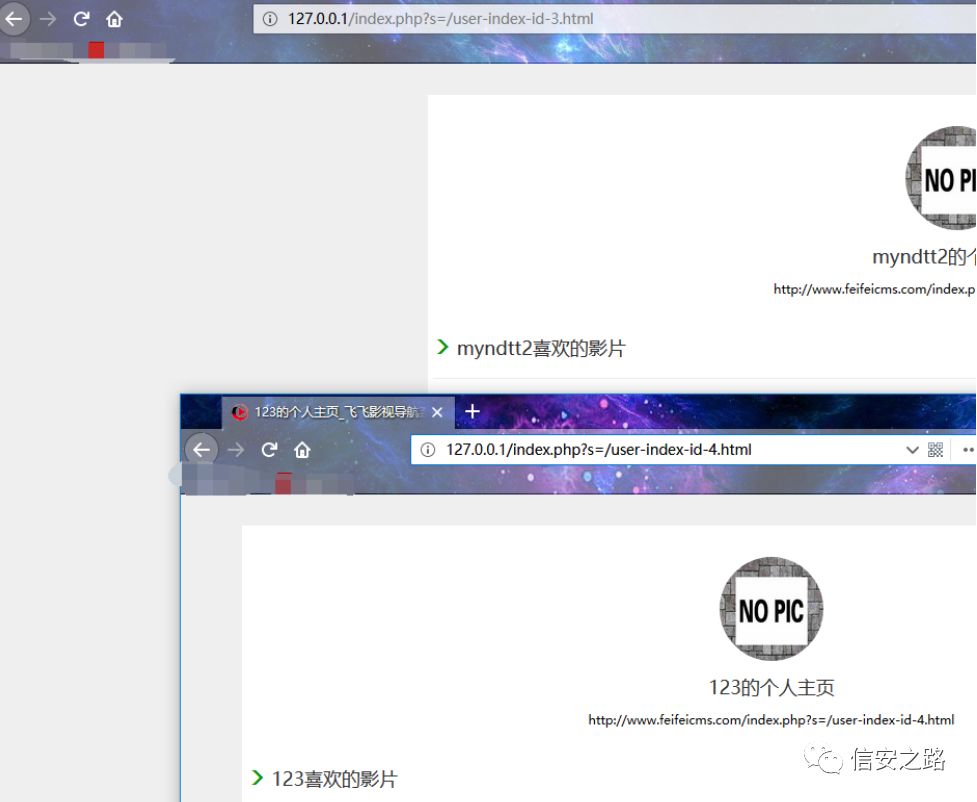 127.0.0.1/index.php?s=/user-index-id-3.html
NO PI
myndtt2的个
http://www.feifeicms.com/index.p
myndtt2喜欢的影片
123的个人主页_飞飞影视导航
127.0.0.1/index.php?s=/user-index-id-4.html
NO PIC
123的个人主页
http://www.feifeicms.com/index.php?s=/user-index-id-4.html
信安之路
123喜欢的影片